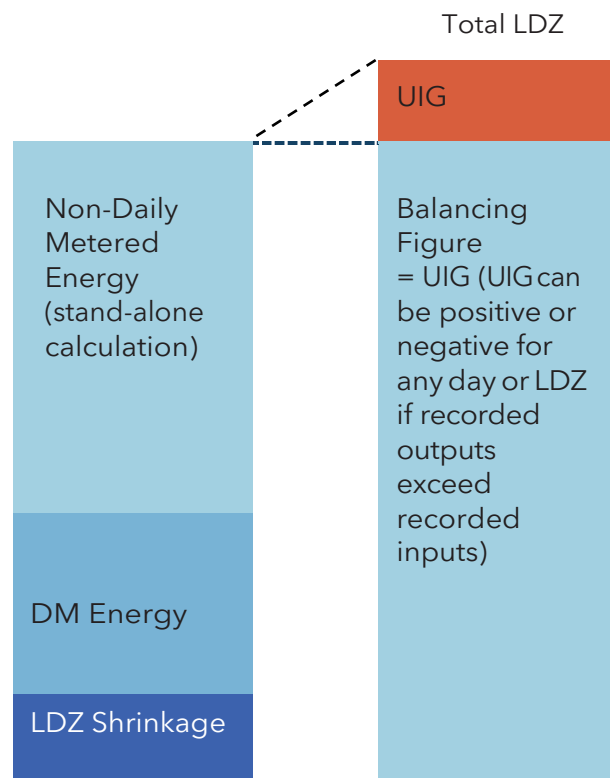 Total LDZ
UIG
Non-Daily
Metered
Energy
(stand-alone
calculation)
Balancing
Figure
= UIG (UIG can
be positive or
negative for
any day or LDZ
if recorded
outputs
exceed
recorded
inputs)
DM Energy
LDZ Shrinkage